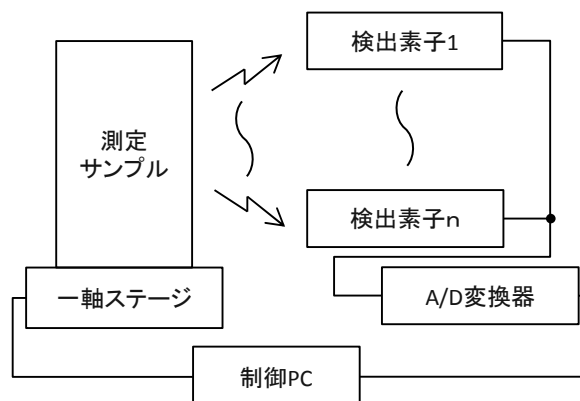 検出素子1
測定
サンプル
検出素子n
一軸ステージ
A/D変換器
制御PC